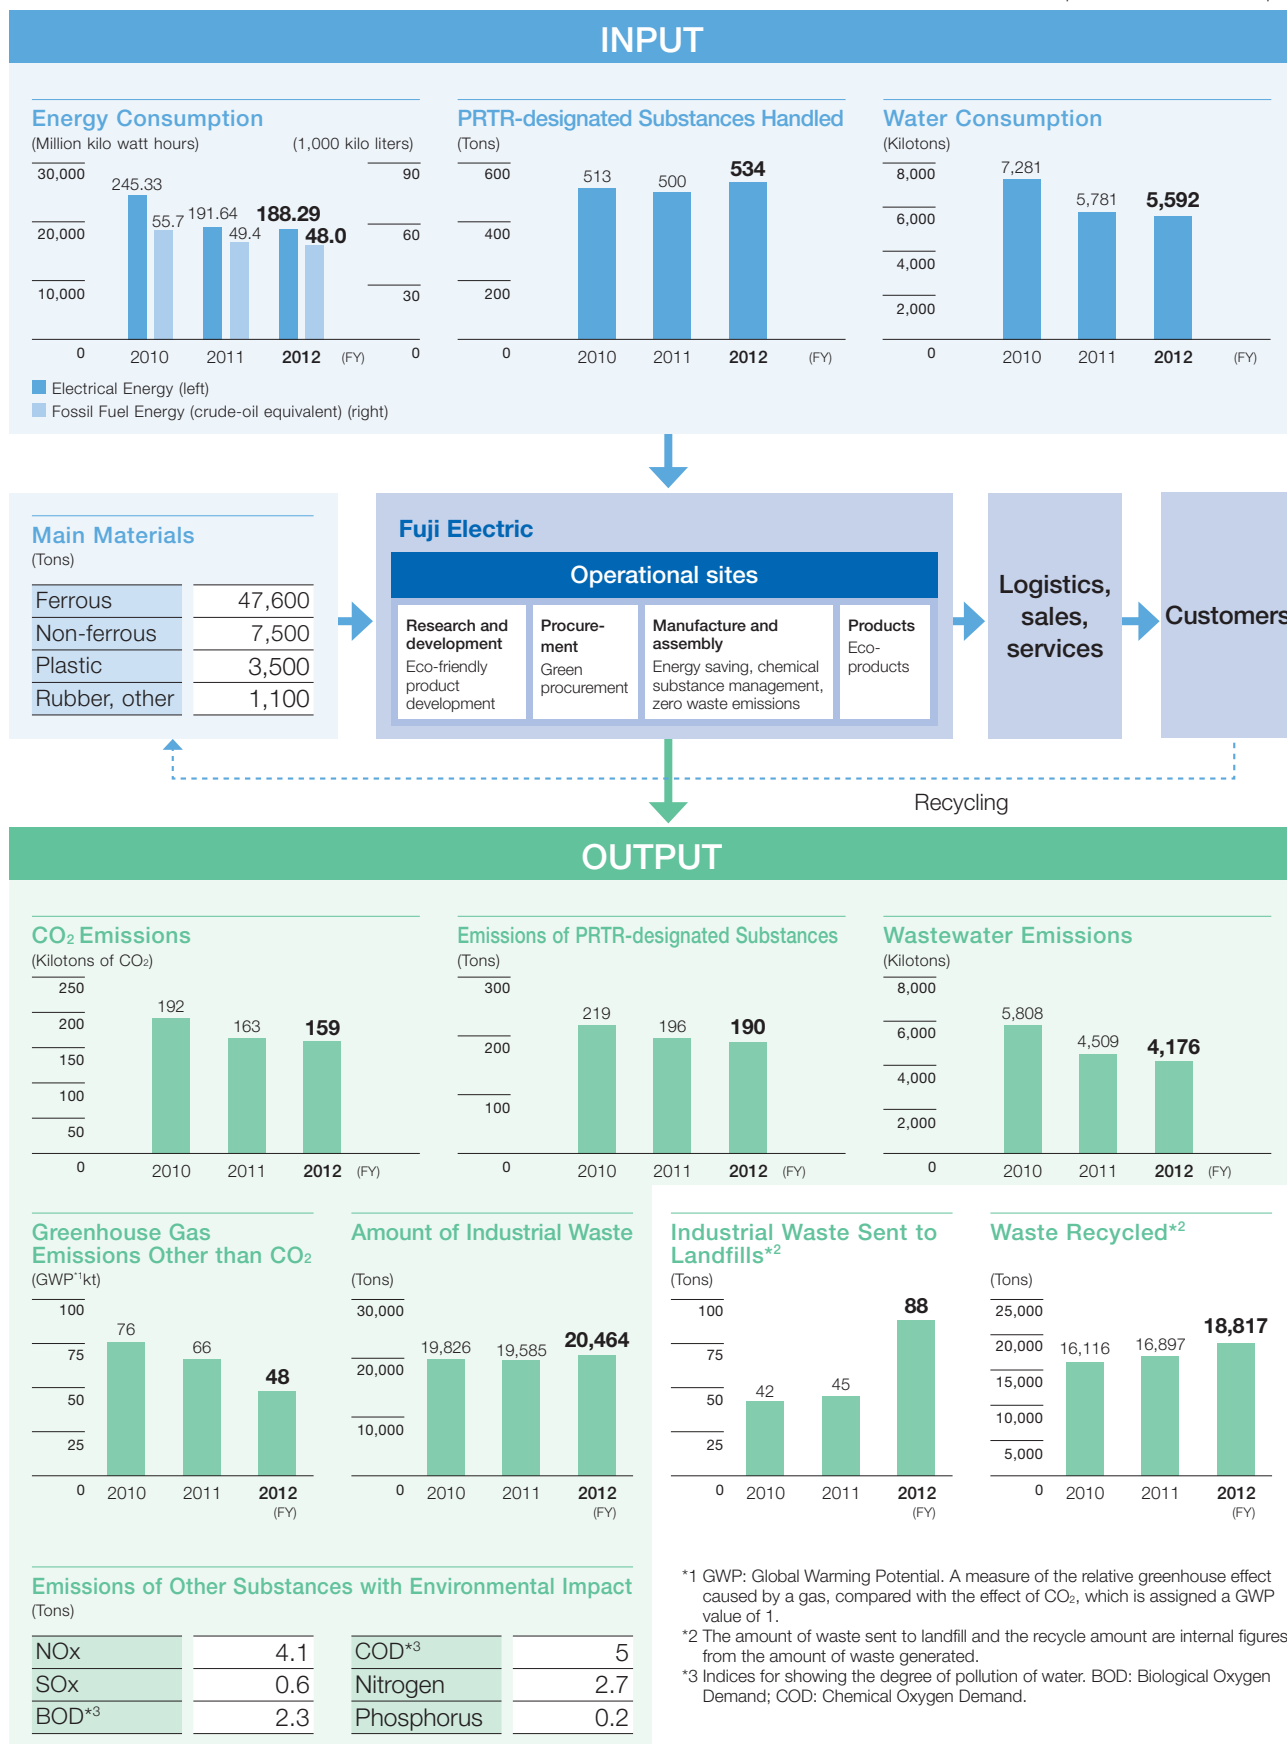 INPUT
Energy Consumption
(Million kilo watt hours) (1,000 kilo liters)
30,000
20,000
10,000
0
90
60
30
0
245.33
55.7
191.64
49.4
188.29
48.0
2010 2011 2012 (FY)
Electrical Energy (left)
Fossil Fuel Energy (crude-oil equivalent) (right)
PRTR-designated Substances Handled
(Tons)
600
400
200
0
513
500
534
2010 2011 2012 (FY)
Water Consumption
(Kilotons)
8,000
6,000
4,000
2,000
0
7,281
5,781
5,592
2010 2011 2012 (FY)
Main Materials
(Tons)
Ferrous 47,600
Non-ferrous 7,500
Plastic 3,500
Rubber, other 1,100
Fuji Electric
Operational sites
Research and
development
Eco-friendly
product
development
Procure-
ment
Green
procurement
Manufacture and
assembly
Energy saving, chemical
substance management,
zero waste emissions
Products
Eco-
products
Logistics,
sales,
services
Customers
Recycling
OUTPUT
CO2 Emissions
(Kilotons of CO2)
250
200
150
100
50
0
192
163
159
2010 2011 2012 (FY)
Emissions of PRTR-designated Substances
(Tons)
300
200
100
0
219
196
190
2010 2011 2012 (FY)
Wastewater Emissions
(Kilotons)
8,000
6,000
4,000
2,000
0
5,808
4,509
4,176
2010 2011 2012 (FY)
Greenhouse Gas
Emissions Other than CO2
(GWP*1kt)
100
75
50
25
0
76
66
48
2010 2011 2012
(FY)
Amount of Industrial Waste
(Tons)
30,000
20,000
10,000
0
19,826
19,585
20,464
2010 2011 2012
(FY)
Industrial Waste Sent to
Landfills*2
(Tons)
100
75
50
25
0
42
45
88
2010 2011 2012
(FY)
Waste Recycled*2
(Tons)
25,000
20,000
15,000
10,000
5,000
0
16,116
16,897
18,817
2010 2011 2012
(FY)
Emissions of Other Substances with Environmental Impact
(Tons)
NOx 4.1
SOx 0.6
BOD*3 2.3
COD*3 5
Nitrogen 2.7
Phosphorus 0.2
*1 GWP: Global Warming Potential. A measure of the relative greenhouse effect
caused by a gas, compared with the effect of CO2, which is assigned a GWP
value of 1.
*2 The amount of waste sent to landfill and the recycle amount are internal figures
from the amount of waste generated.
*3 Indices for showing the degree of pollution of water. BOD: Biological Oxygen
Demand; COD: Chemical Oxygen Demand.